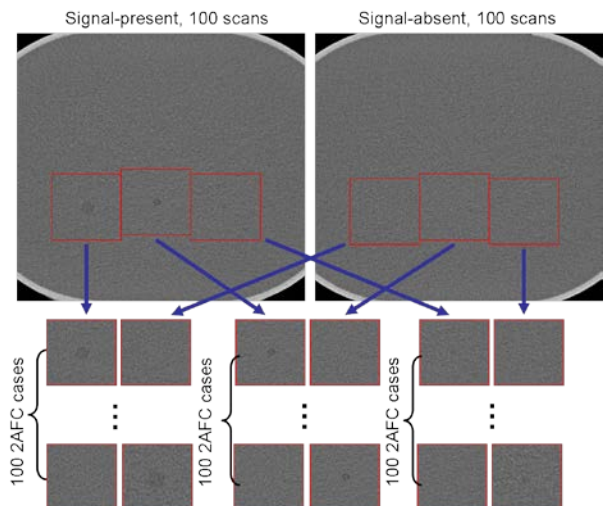 Signal-present, 100 scans
Signal-absent, 100 scans
100 2AFC cases
100 2AFC cases
100 2AFC cases